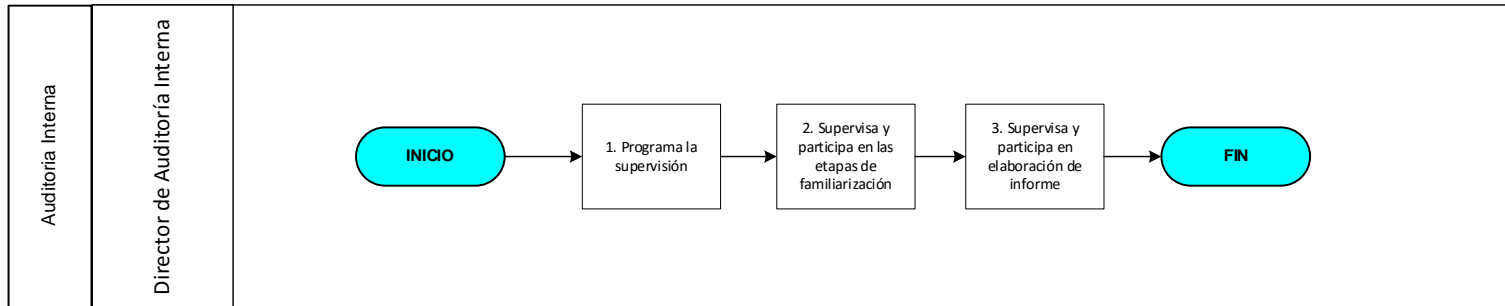 Auditoria Interna
Director de Auditoría Interna
INICIO
1. Programa la
supervisión
2. Supervisa y
participa en las
etapas de
familiarización
3. Supervisa y
participa en
elaboración de
informe
FIN